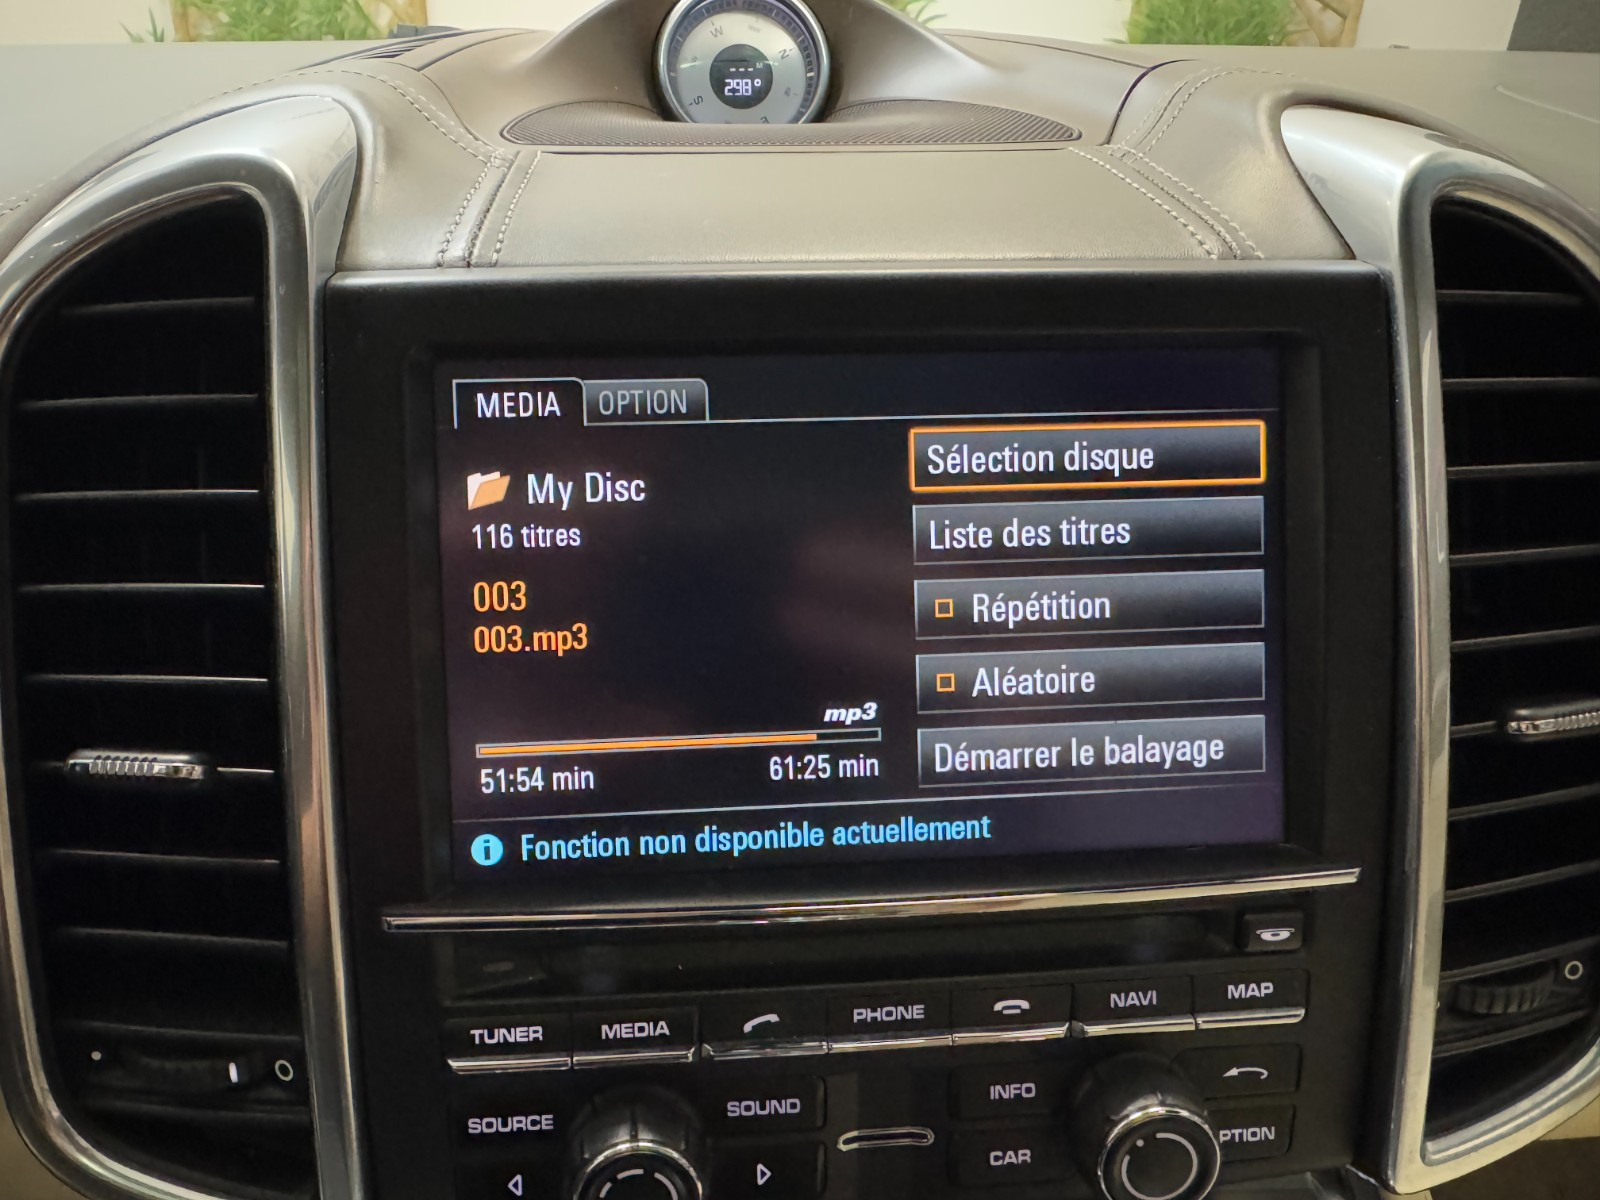 W
N
S
E
---M
298°
MEDIA
OPTION
My Disc
116 titres
003
003.mp3
mp3
51:54 min
61:25 min
Sélection disque
Liste des titres
Répétition
Aléatoire
Démarrer le balayage
Fonction non disponible actuellement
TUNER
MEDIA
PHONE
NAVI
MAP
SOURCE
SOUND
INFO
CAR
PTION